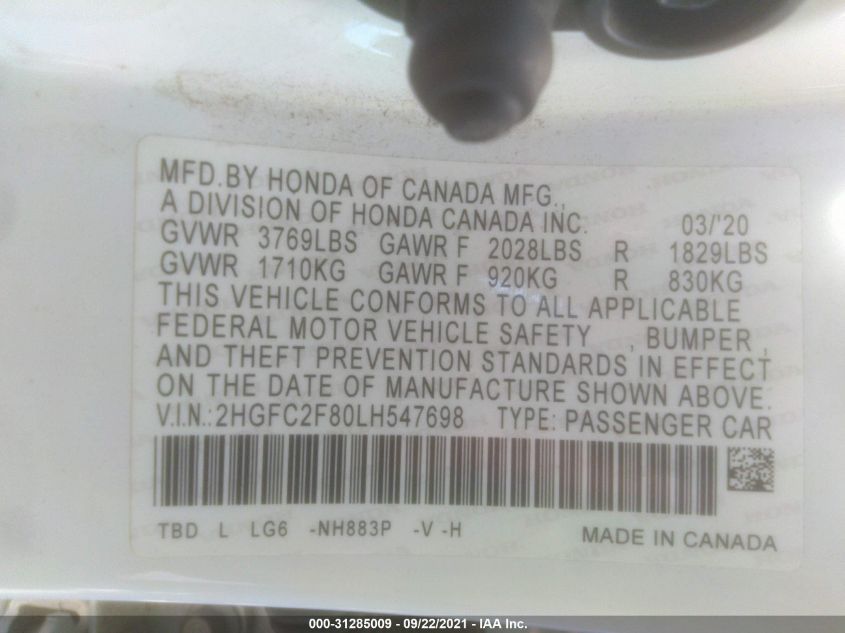 MFD.BY HONDA OF CANADA MFG.,
A DIVISION OF HONDA CANADA INC. 03/'20
GVWR 3769LBS GAWR F 2028LBS R 1829LBS
GVWR 1710KG GAWR F 920KG R 830KG
THIS VEHICLE CONFORMS TO ALL APPLICABLE
FEDERAL MOTOR VEHICLE SAFETY , BUMPER ,
AND THEFT PREVENTION STANDARDS IN EFFECT
ON THE DATE OF MANUFACTURE SHOWN ABOVE.
V.I.N.:2HGFC2F80LH547698 TYPE: PASSENGER CAR
TBD L LG6 -NH883P -V -H MADE IN CANADA
000-31285009 - 09/22/2021 - IAA Inc.